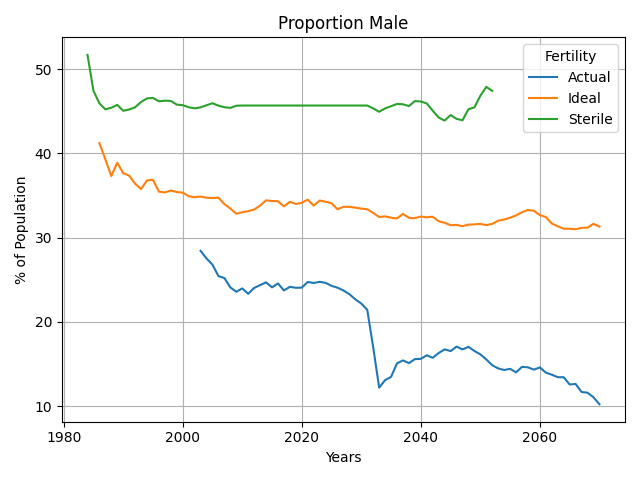 Proportion Male
% of Population
50
40
30
20
10
1980
2000
2020
2040
2060
Years
Fertility
Actual
Ideal
Sterile